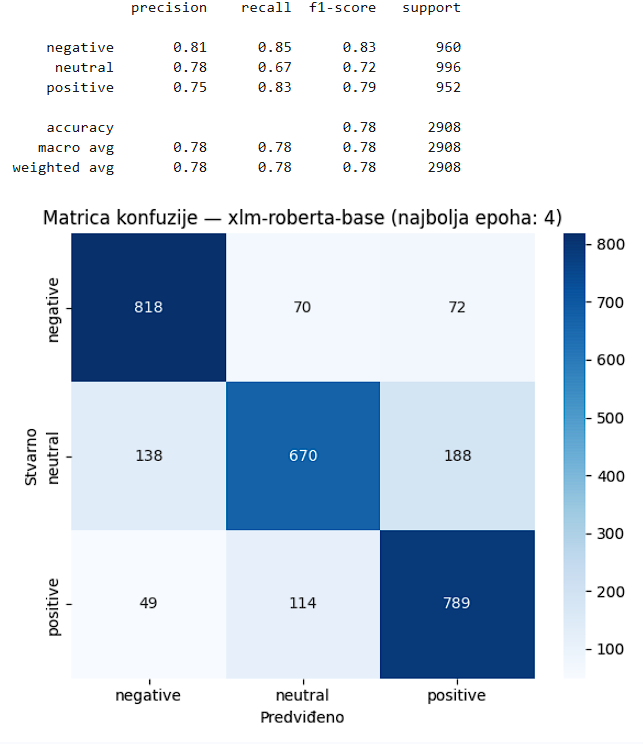 precision recall f1-score support
negative 0.81 0.85 0.83 960
neutral 0.78 0.67 0.72 996
positive 0.75 0.83 0.79 952
accuracy 0.78 2908
macro avg 0.78 0.78 0.78 2908
weighted avg 0.78 0.78 0.78 2908
Matrica konfuzije — xlm-roberta-base (najbolja epoha: 4)
Stvarno
negative 818 70 72
neutral 138 670 188
positive 49 114 789
negative neutral positive
Predviđeno
800
700
600
500
400
300
200
100